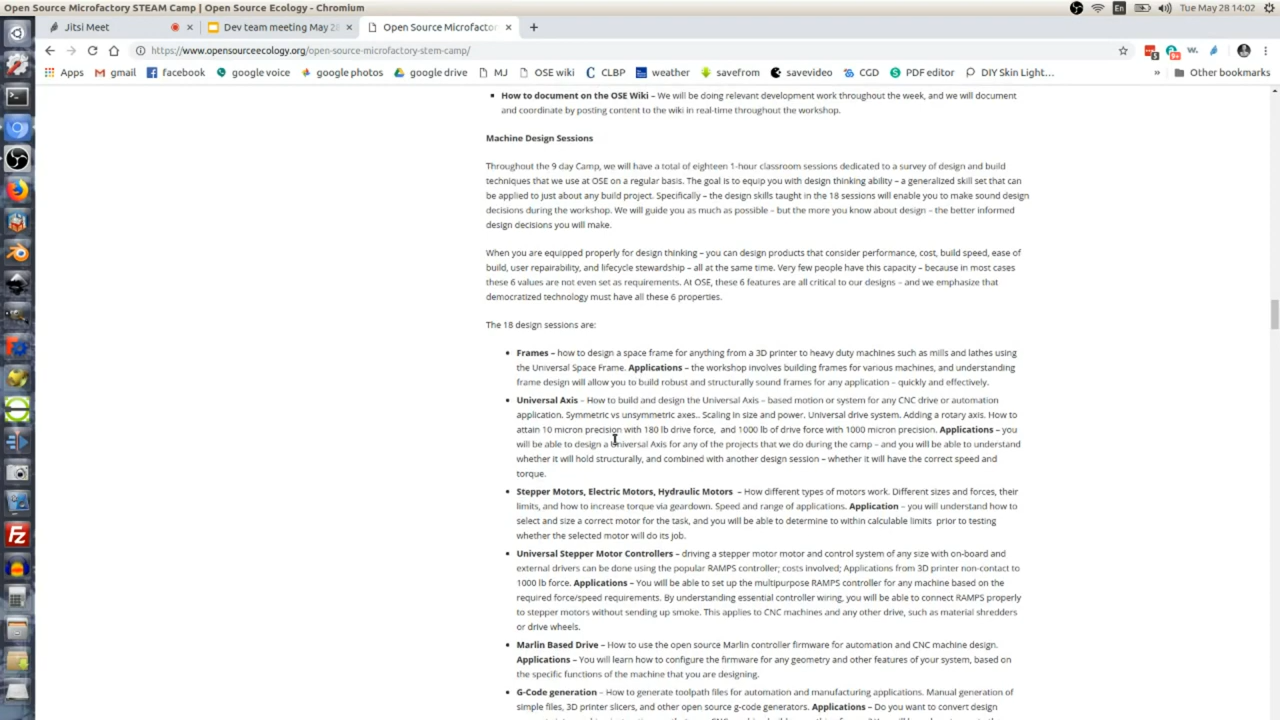 Open Source Microfactory STEAM Camp | Open Source Ecology - Chromium
En
Tue May 28 14:02
Jitsi Meet
Dev team meeting May 28
Open Source Microfactor
https://www.opensourceecology.org/open-source-microfactory-stem-camp/
Apps gmail facebook google voice google photos google drive MJ OSE wiki CLBP weather savefrom savevideo CGD PDF editor DIY Skin Light... » Other bookmarks
▪ How to document on the OSE Wiki – We will be doing relevant development work throughout the week, and we will document
and coordinate by posting content to the wiki in real-time throughout the workshop.
Machine Design Sessions
Throughout the 9 day Camp, we will have a total of eighteen 1-hour classroom sessions dedicated to a survey of design and build
techniques that we use at OSE on a regular basis. The goal is to equip you with design thinking ability – a generalized skill set that can
be applied to just about any build project. Specifically – the design skills taught in the 18 sessions will enable you to make sound design
decisions during the workshop. We will guide you as much as possible – but the more you know about design – the better informed
design decisions you will make.
When you are equipped properly for design thinking – you can design products that consider performance, cost, build speed, ease of
build, user repairability, and lifecycle stewardship – all at the same time. Very few people have this capacity – because in most cases
these 6 values are not even set as requirements. At OSE, these 6 features are all critical to our designs – and we emphasize that
democratized technology must have all these 6 properties.
The 18 design sessions are:
• Frames – how to design a space frame for anything from a 3D printer to heavy duty machines such as mills and lathes using
the Universal Space Frame. Applications – the workshop involves building frames for various machines, and understanding
frame design will allow you to build robust and structurally sound frames for any application – quickly and effectively.
• Universal Axis – How to build and design the Universal Axis – based motion or system for any CNC drive or automation
application. Symmetric vs unsymmetric axes.. Scaling in size and power. Universal drive system. Adding a rotary axis. How to
attain 10 micron precision with 180 lb drive force, and 1000 lb of drive force with 1000 micron precision. Applications – you
will be able to design a Universal Axis for any of the projects that we do during the camp – and you will be able to understand
whether it will hold structurally, and combined with another design session – whether it will have the correct speed and
torque.
• Stepper Motors, Electric Motors, Hydraulic Motors – How different types of motors work. Different sizes and forces, their
limits, and how to increase torque via geardown. Speed and range of applications. Application – you will understand how to
select and size a correct motor for the task, and you will be able to determine to within calculable limits prior to testing
whether the selected motor will do its job.
• Universal Stepper Motor Controllers – driving a stepper motor motor and control system of any size with on-board and
external drivers can be done using the popular RAMPS controller; costs involved; Applications from 3D printer non-contact to
1000 lb force. Applications – You will be able to set up the multipurpose RAMPS controller for any machine based on the
required force/speed requirements. By understanding essential controller wiring, you will be able to connect RAMPS properly
to stepper motors without sending up smoke. This applies to CNC machines and any other drive, such as material shredders
or drive wheels.
• Marlin Based Drive – How to use the open source Marlin controller firmware for automation and CNC machine design.
Applications – You will learn how to configure the firmware for any geometry and other features of your system, based on
the specific functions of the machine that you are designing.
• G-Code generation – How to generate toolpath files for automation and manufacturing applications. Manual generation of
simple files, 3D printer slicers, and other open source g-code generators. Applications – Do you want to convert design